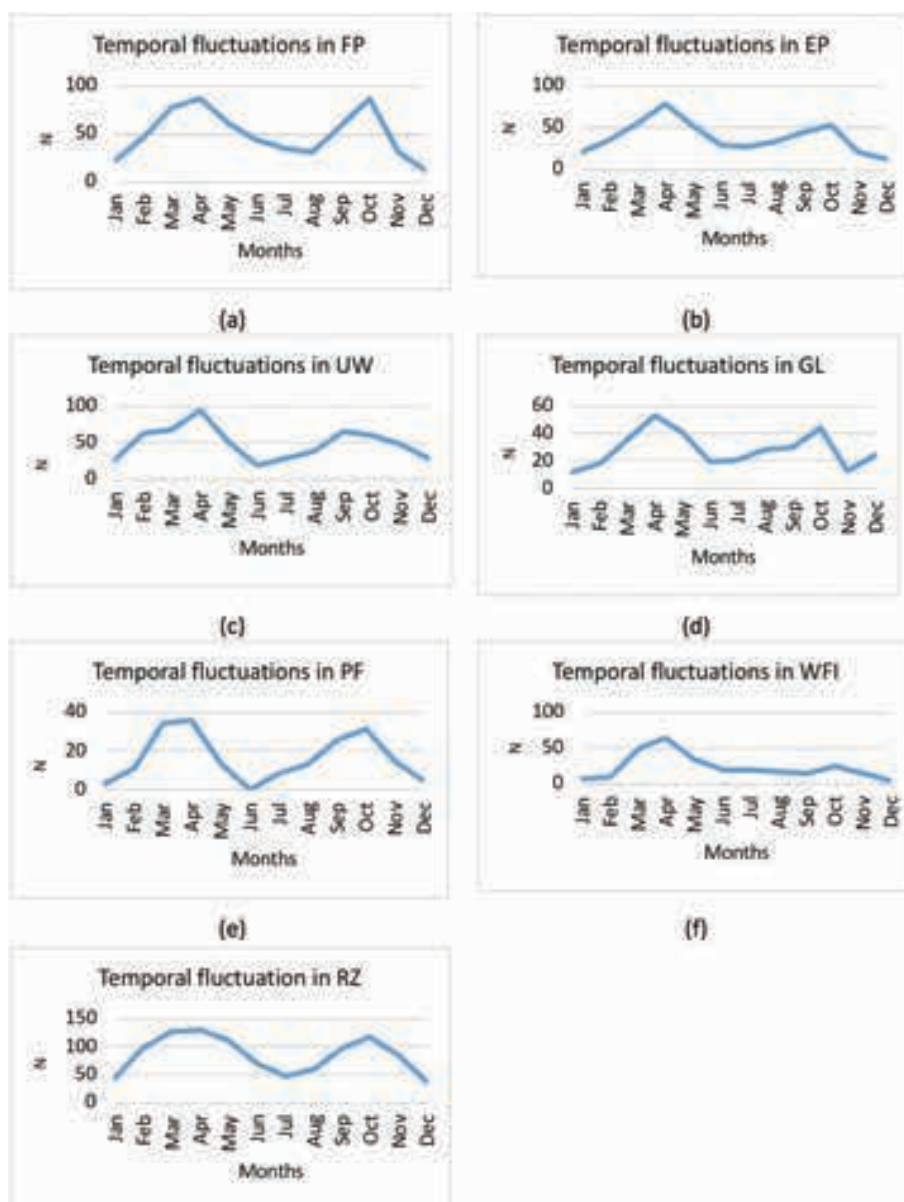 Temporal fluctuations in FP
100
50
0
N
Jan Feb Mar Apr May Jun Jul Aug Sep Oct Nov Dec
Months
(a)
Temporal fluctuations in EP
100
50
0
N
Jan Feb Mar Apr May Jun Jul Aug Sep Oct Nov Dec
Months
(b)
Temporal fluctuations in UW
100
50
0
N
Jan Feb Mar Apr May Jun Jul Aug Sep Oct Nov Dec
Months
(c)
Temporal fluctuations in GL
60
40
20
0
N
Jan Feb Mar Apr May Jun Jul Aug Sep Oct Nov Dec
Months
(d)
Temporal fluctuations in PF
40
20
0
N
Jan Feb Mar Apr May Jun Jul Aug Sep Oct Nov Dec
Months
(e)
Temporal fluctuations in WFI
100
50
0
N
Jan Feb Mar Apr May Jun Jul Aug Sep Oct Nov Dec
Months
(f)
Temporal fluctuation in RZ
150
100
50
0
N
Jan Feb Mar Apr May Jun Jul Aug Sep Oct Nov Dec
Months